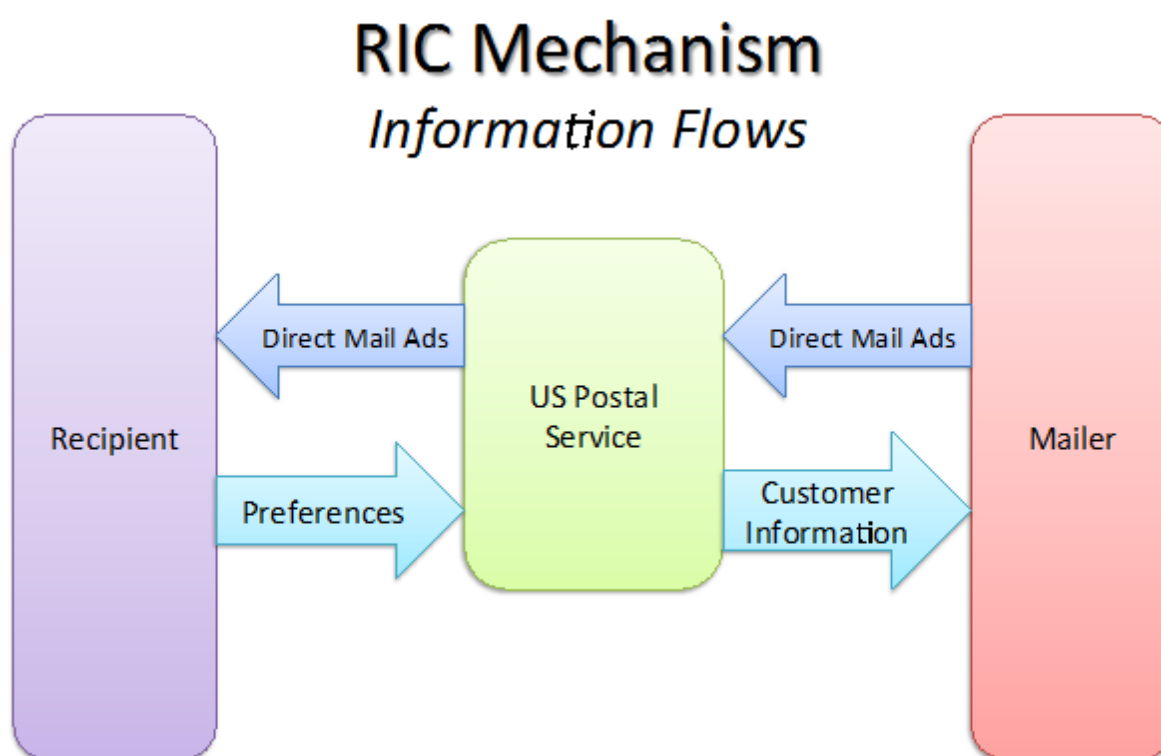 RIC Mechanism
Information Flows
Direct Mail Ads
Direct Mail Ads
US Postal
Service
Recipient
Mailer
Preferences
Customer
Information